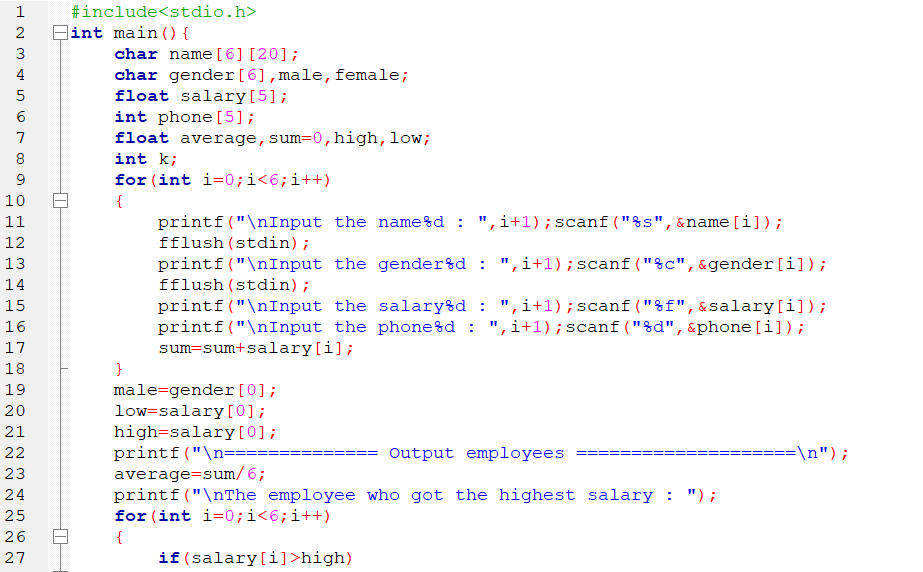 1 #include<stdio.h>
2 int main(){
3 char name[6][20];
4 char gender[6],male,female;
5 float salary[5];
6 int phone[5];
7 float average,sum=0,high,low;
8 int k;
9 for(int i=0;i<6;i++)
10 {
11 printf("\nInput the name%d : ",i+1);scanf("%s",&name[i]);
12 fflush(stdin);
13 printf("\nInput the gender%d : ",i+1);scanf("%c",&gender[i]);
14 fflush(stdin);
15 printf("\nInput the salary%d : ",i+1);scanf("%f",&salary[i]);
16 printf("\nInput the phone%d : ",i+1);scanf("%d",&phone[i]);
17 sum=sum+salary[i];
18 }
19 male=gender[0];
20 low=salary[0];
21 high=salary[0];
22 printf("\n============== Output employees ====================\n");
23 average=sum/6;
24 printf("\nThe employee who got the highest salary : ");
25 for(int i=0;i<6;i++)
26 {
27 if(salary[i]>high)